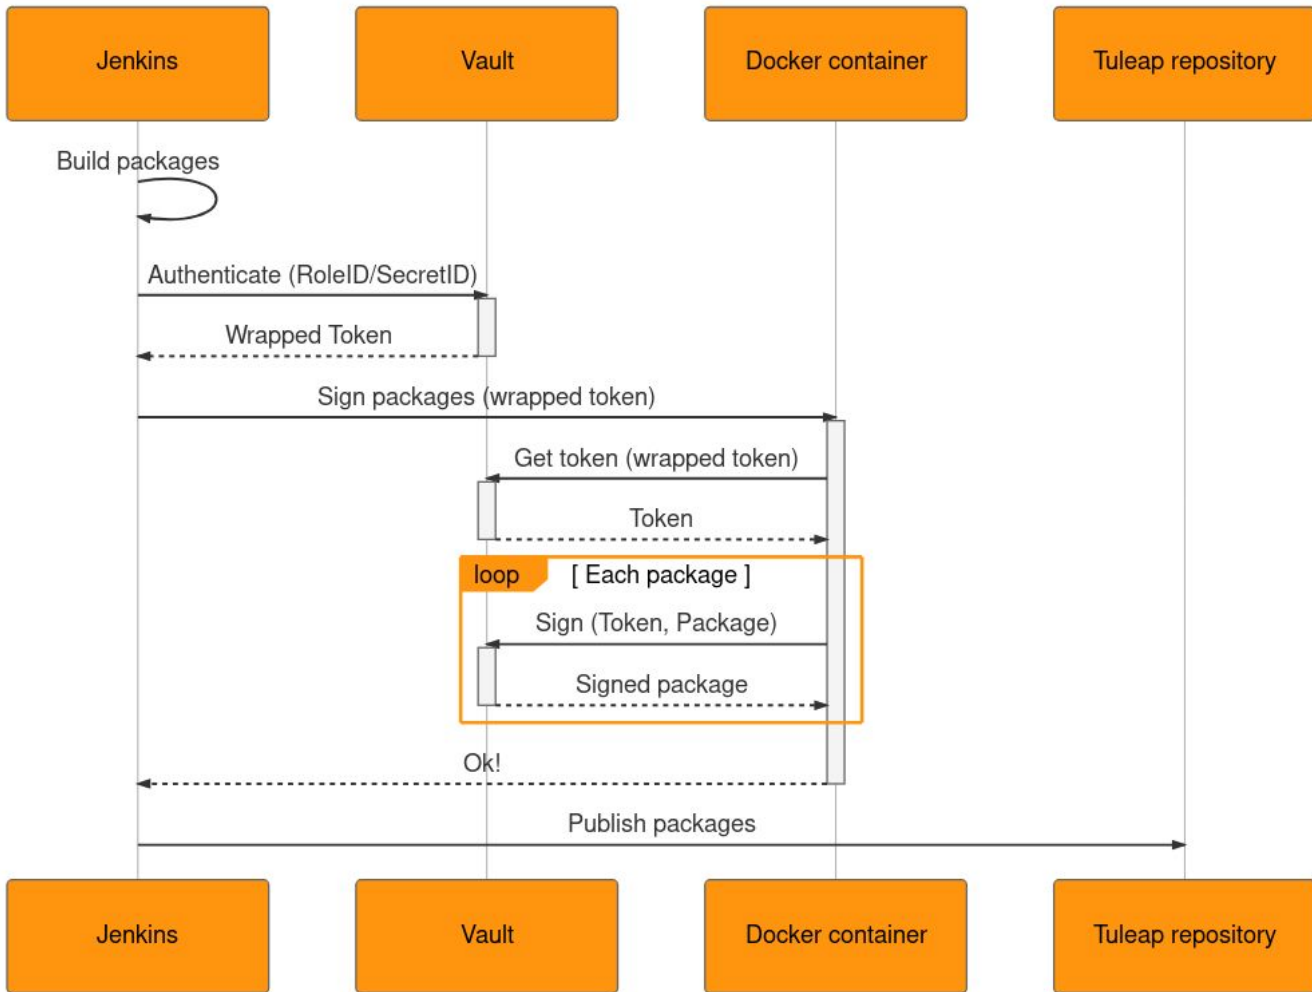 Jenkins
Vault
Docker container
Tuleap repository
Build packages
Authenticate (RoleID/SecretID)
Wrapped Token
Sign packages (wrapped token)
Get token (wrapped token)
Token
loop [ Each package ]
Sign (Token, Package)
Signed package
Ok!
Publish packages
Jenkins
Vault
Docker container
Tuleap repository